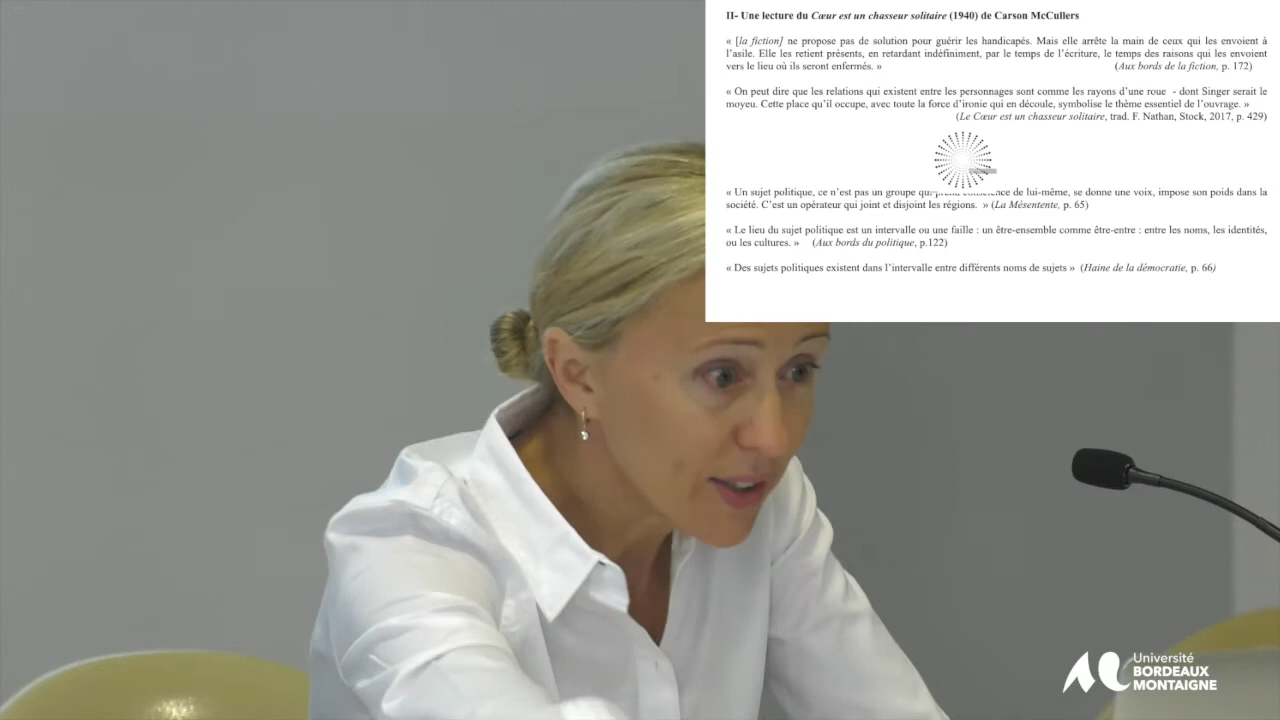 II- Une lecture du Cœur est un chasseur solitaire (1940) de Carson McCullers
« [la fiction] ne propose pas de solution pour guérir les handicapés. Mais elle arrête la main de ceux qui les envoient à
l'asile. Elle les retient présents, en retardant indéfiniment, par le temps de l'écriture, le temps des raisons qui les envoient
vers le lieu où ils seront enfermés. » (Aux bords de la fiction, p. 172)
« On peut dire que les relations qui existent entre les personnages sont comme les rayons d'une roue - dont Singer serait le
moyeu. Cette place qu'il occupe, avec toute la force d'ironie qui en découle, symbolise le thème essentiel de l'ouvrage. »
(Le Cœur est un chasseur solitaire, trad. F. Nathan, Stock, 2017, p. 429)
« Un sujet politique, ce n'est pas un groupe qui prend conscience de lui-même, se donne une voix, impose son poids dans la
société. C'est un opérateur qui joint et disjoint les régions. » (La Mésentente, p. 65)
« Le lieu du sujet politique est un intervalle ou une faille : un être-ensemble comme être-entre : entre les noms, les identités,
ou les cultures. » (Aux bords du politique, p.122)
« Des sujets politiques existent dans l'intervalle entre différents noms de sujets » (Haine de la démocratie, p. 66)
Université
BORDEAUX
MONTAIGNE